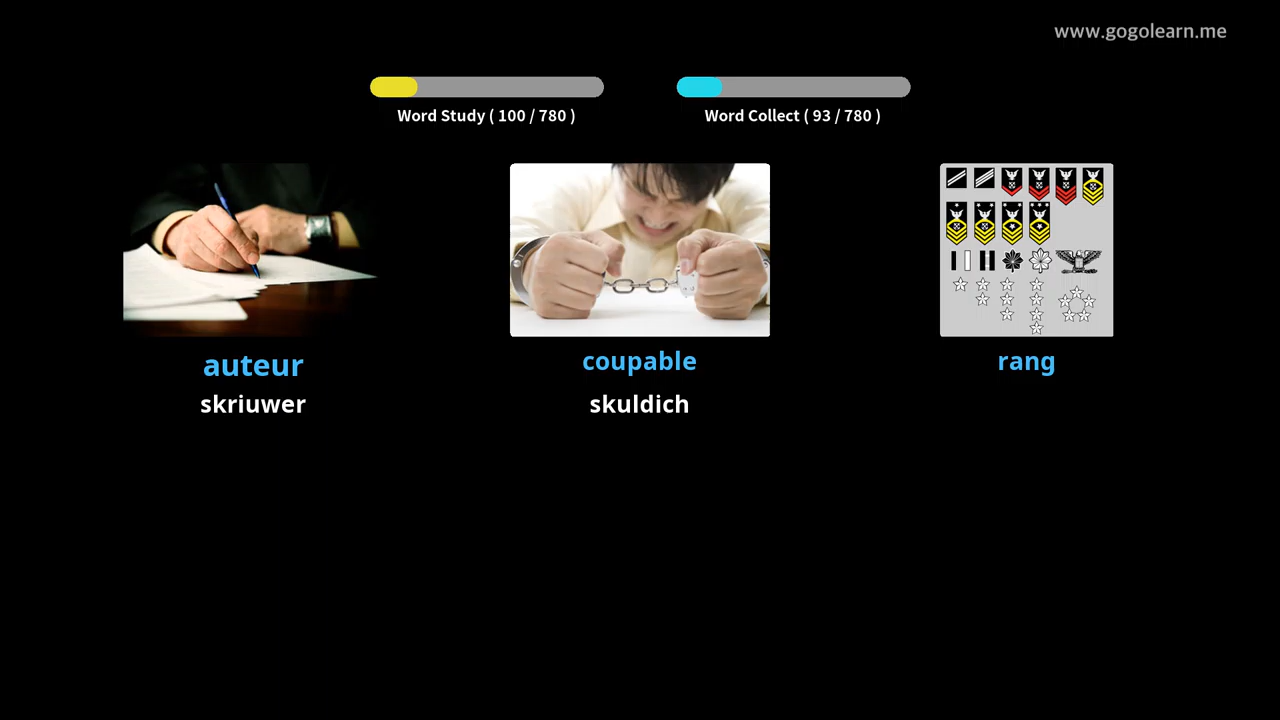 www.gogolearn.me
Word Study ( 100 / 780 )
Word Collect ( 93 / 780 )
auteur
coupable
rang
skriuwer
skuldich